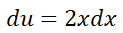 du = 2xdx